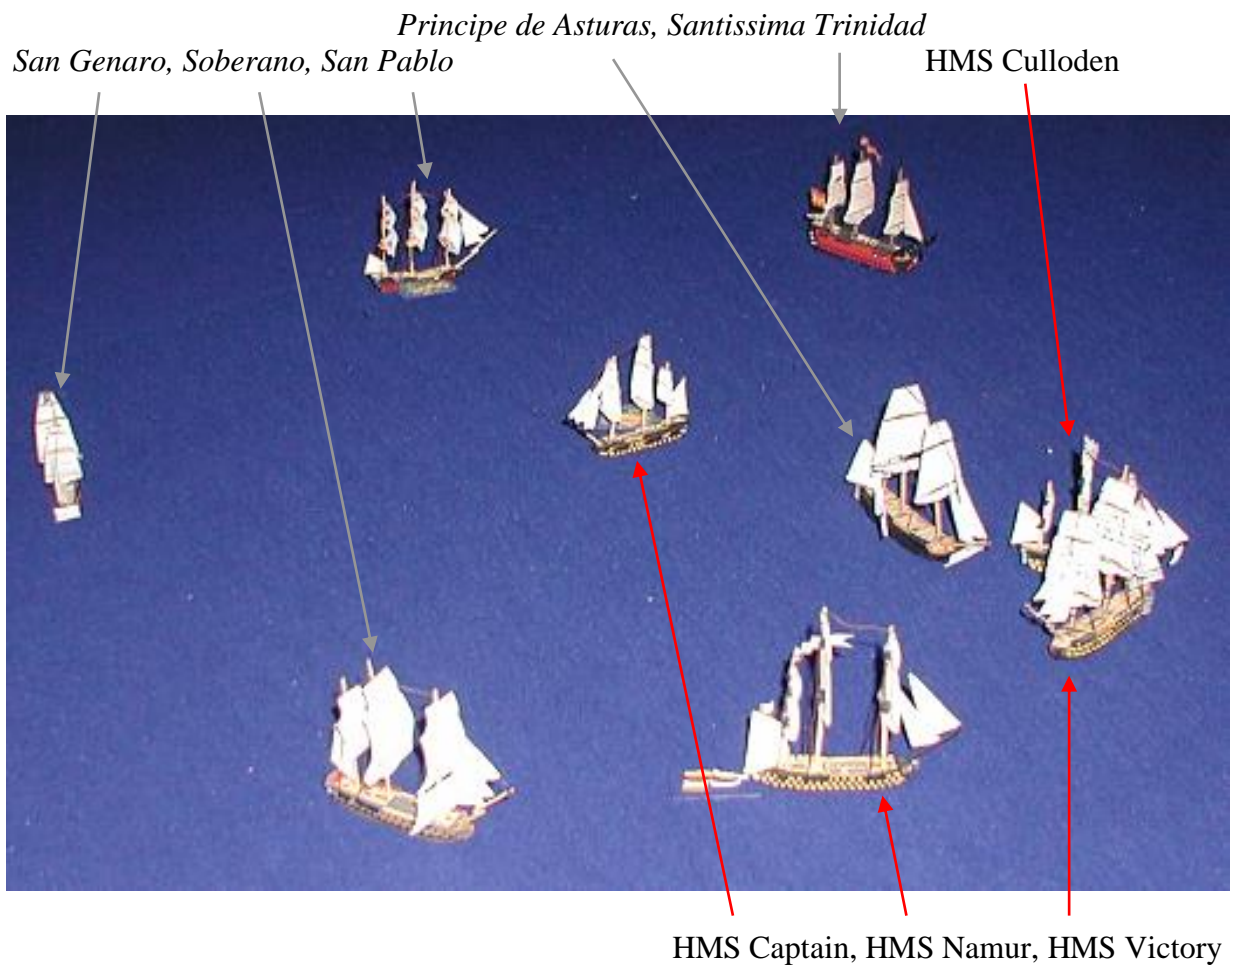 Principe de Asturas, Santissima Trinidad
San Genaro, Soberano, San Pablo
HMS Culloden
HMS Captain, HMS Namur, HMS Victory